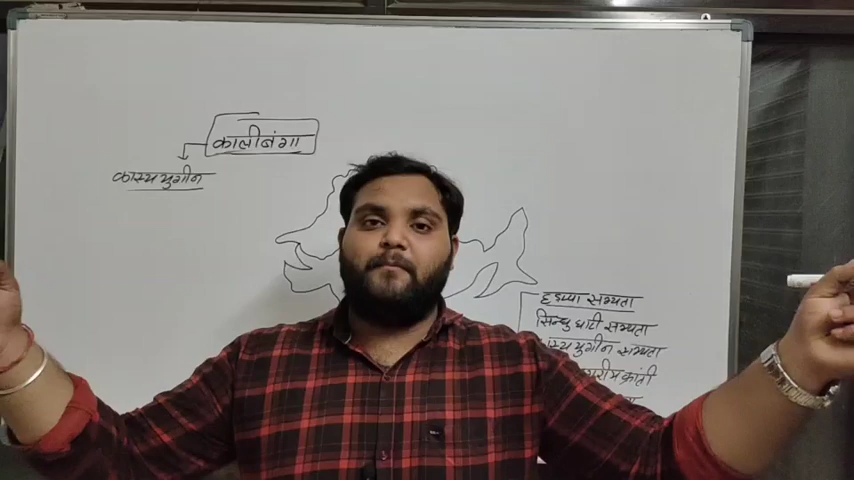 कालीबंगा
कास्य युगीन
हड़प्पा सभ्यता
सिन्धु घाटी सभ्यता
युगीन सभ्यता
क्रांती